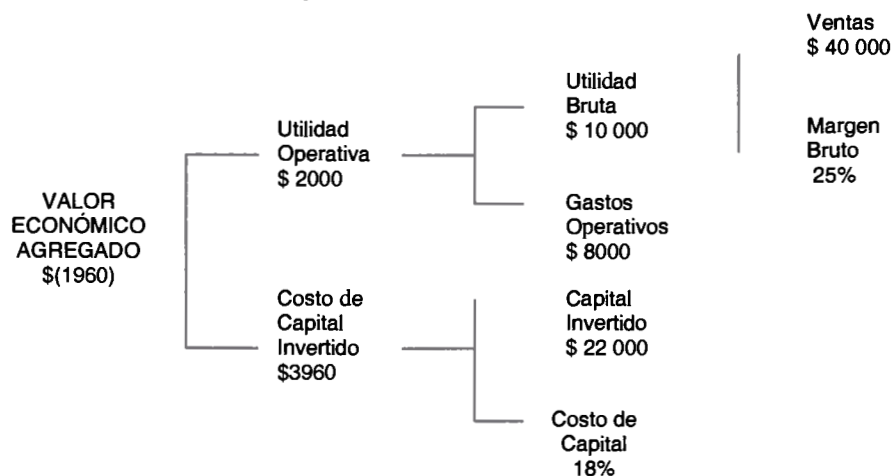 Ventas
$ 40 000
Utilidad
Bruta
$ 10 000
Margen
Bruto
25%
Utilidad
Operativa
$ 2000
Gastos
Operativos
$ 8000
VALOR
ECONÓMICO
AGREGADO
$(1960)
Costo de
Capital
Invertido
$3960
Capital
Invertido
$ 22 000
Costo de
Capital
18%